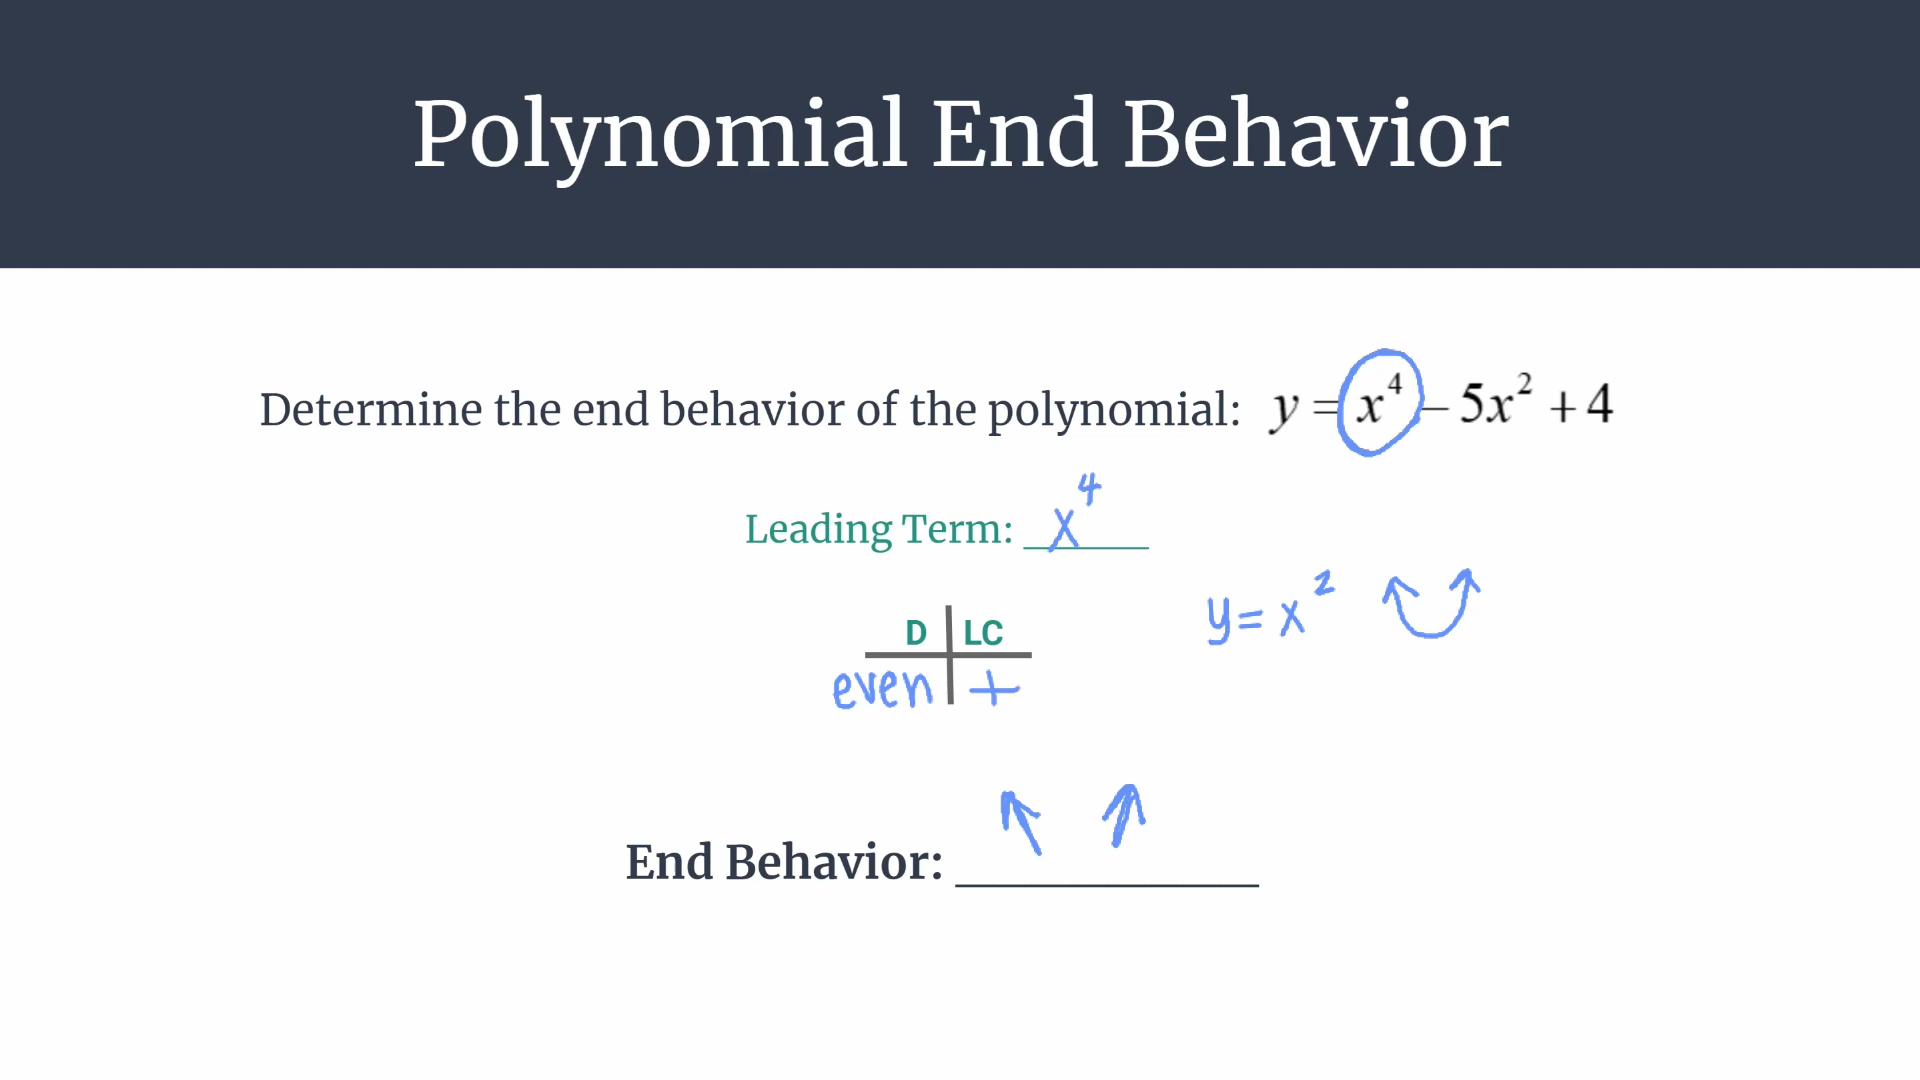 Polynomial End Behavior
Determine the end behavior of the polynomial: y = x⁴ – 5x² + 4
Leading Term: x⁴
y = x²
D LC
even +
End Behavior: ↖ ↗